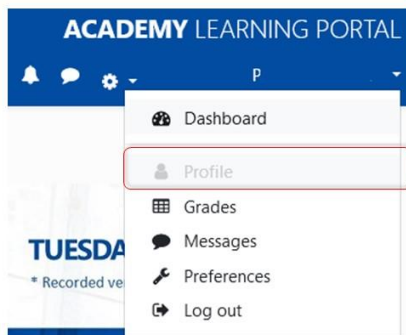 ACADEMY LEARNING PORTAL
P
Dashboard
Profile
Grades
Messages
Preferences
Log out
TUESDA
* Recorded ve